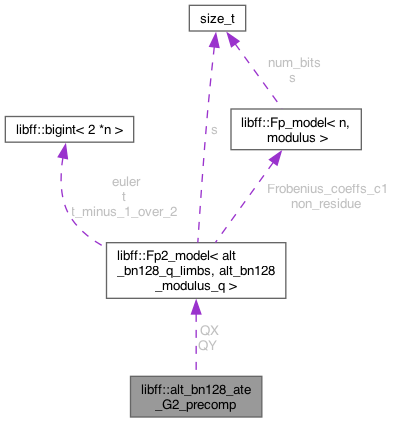 size_t
num_bits
s
s
libff::bigint< 2 *n >
libff::Fp_model< n,
modulus >
euler
t
t_minus_1_over_2
Frobenius_coeffs_c1
non_residue
libff::Fp2_model< alt
_bn128_q_limbs, alt_bn128
_modulus_q >
QX
QY
libff::alt_bn128_ate
_G2_precomp